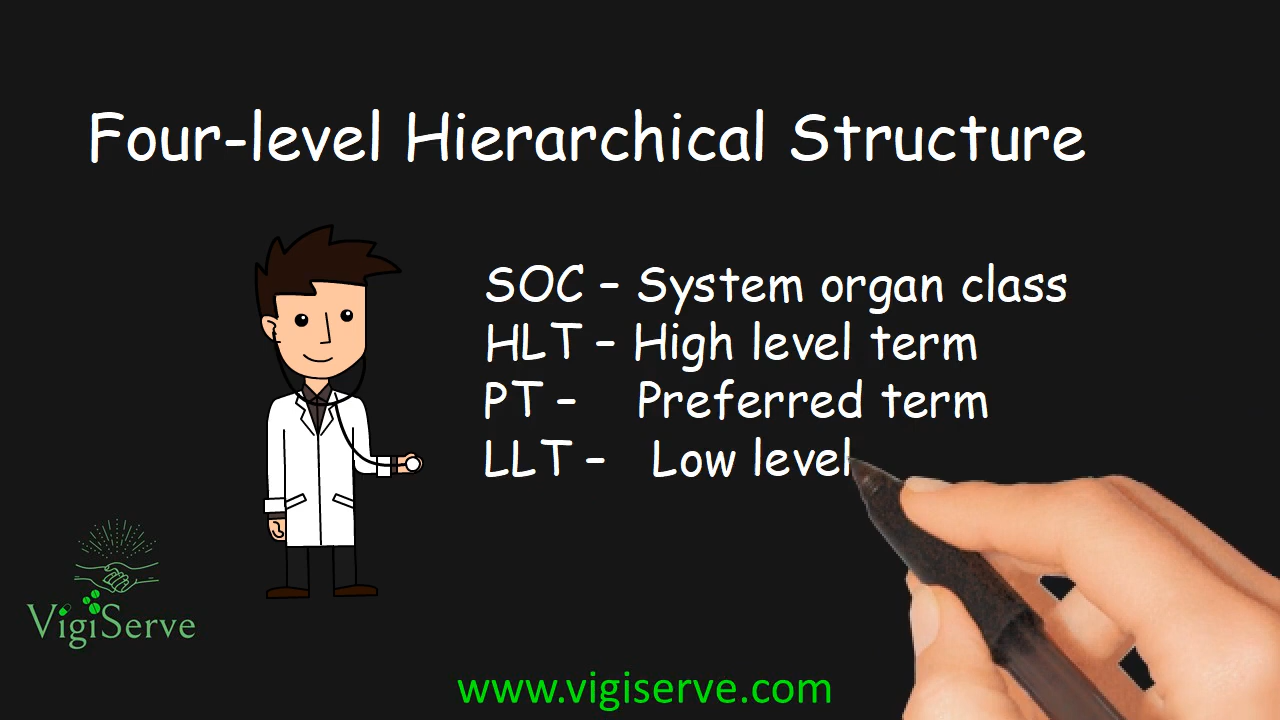 Four-level Hierarchical Structure
SOC – System organ class
HLT – High level term
PT – Preferred term
LLT – Low level
VigiServe
www.vigiserve.com